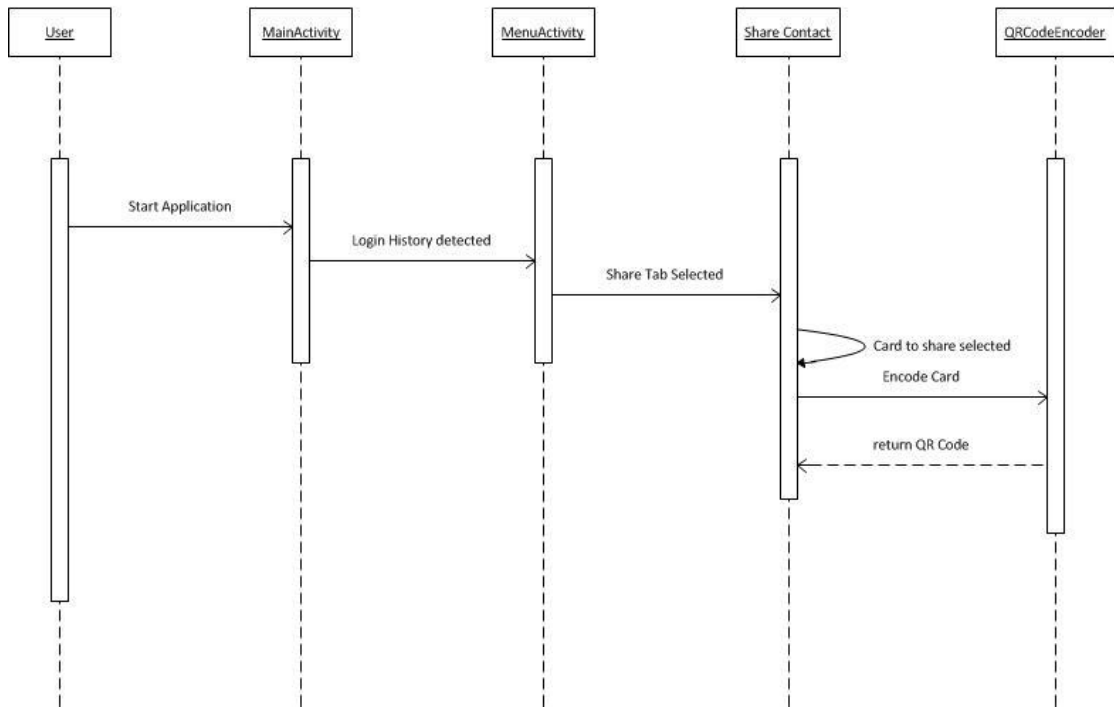 User
MainActivity
MenuActivity
Share Contact
QRCodeEncoder
Start Application
Login History detected
Share Tab Selected
Card to share selected
Encode Card
return QR Code